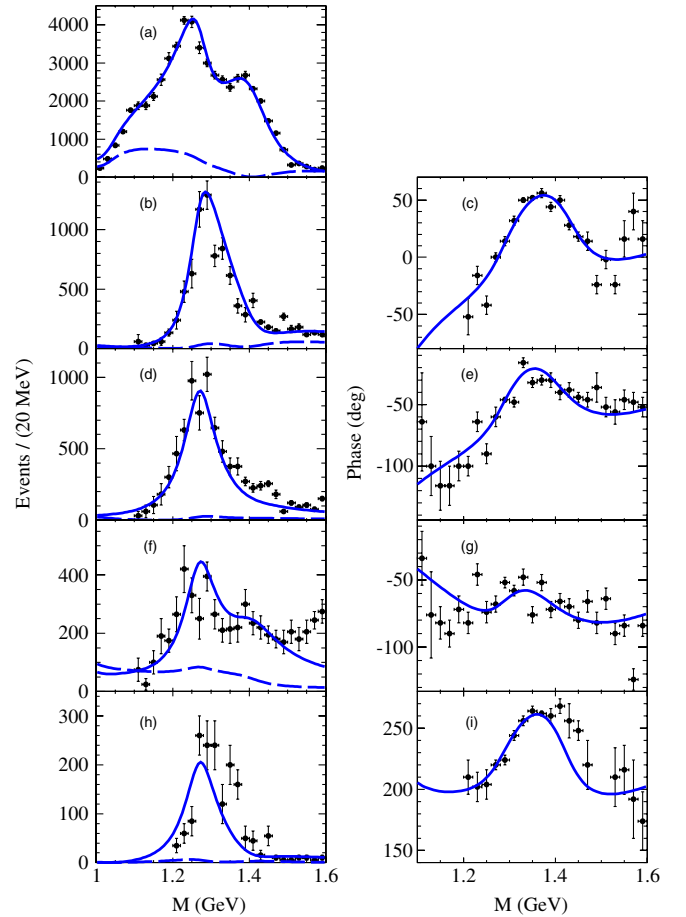 4000
(a)
3000
2000
1000
0
(b)
1000
500
0
(c)
50
0
-50
(d)
1000
500
0
(e)
-50
-100
(f)
400
200
0
(g)
-50
-100
(h)
300
200
100
0
(i)
250
200
150
1 1.2 1.4 1.6
1.2 1.4 1.6
M (GeV)
M (GeV)
Events / (20 MeV)
Phase (deg)